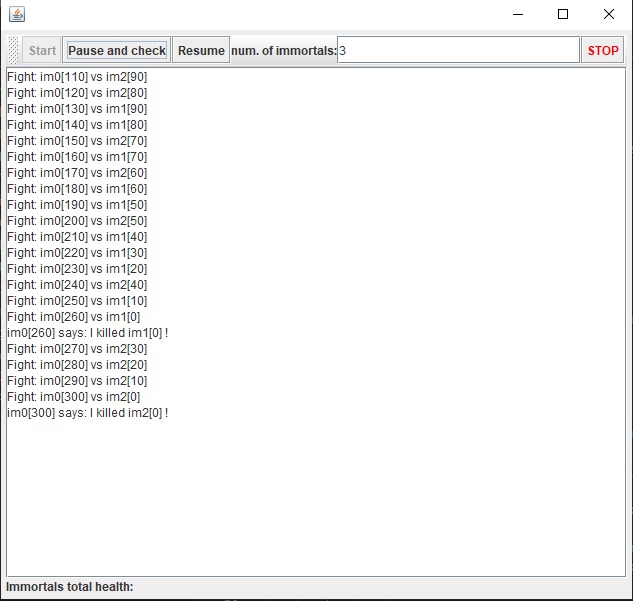 Start Pause and check Resume num. of immortals: 3 STOP
Fight: im0[110] vs im2[90]
Fight: im0[120] vs im2[80]
Fight: im0[130] vs im1[90]
Fight: im0[140] vs im1[80]
Fight: im0[150] vs im2[70]
Fight: im0[160] vs im1[70]
Fight: im0[170] vs im2[60]
Fight: im0[180] vs im1[60]
Fight: im0[190] vs im1[50]
Fight: im0[200] vs im2[50]
Fight: im0[210] vs im1[40]
Fight: im0[220] vs im1[30]
Fight: im0[230] vs im1[20]
Fight: im0[240] vs im2[40]
Fight: im0[250] vs im1[10]
Fight: im0[260] vs im1[0]
im0[260] says: I killed im1[0] !
Fight: im0[270] vs im2[30]
Fight: im0[280] vs im2[20]
Fight: im0[290] vs im2[10]
Fight: im0[300] vs im2[0]
im0[300] says: I killed im2[0] !
Immortals total health: